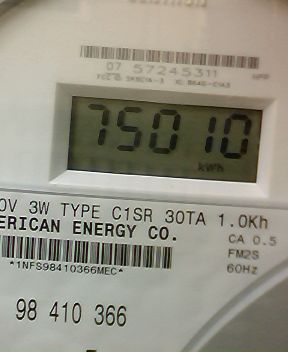 07 57245311 HPP
75010
kWh
0V 3W TYPE C1SR 30TA 1.0Kh
ERICAN ENERGY CO.
CA 0.5
FM2S
60Hz
*1NFS98410366MEC*
98 410 366